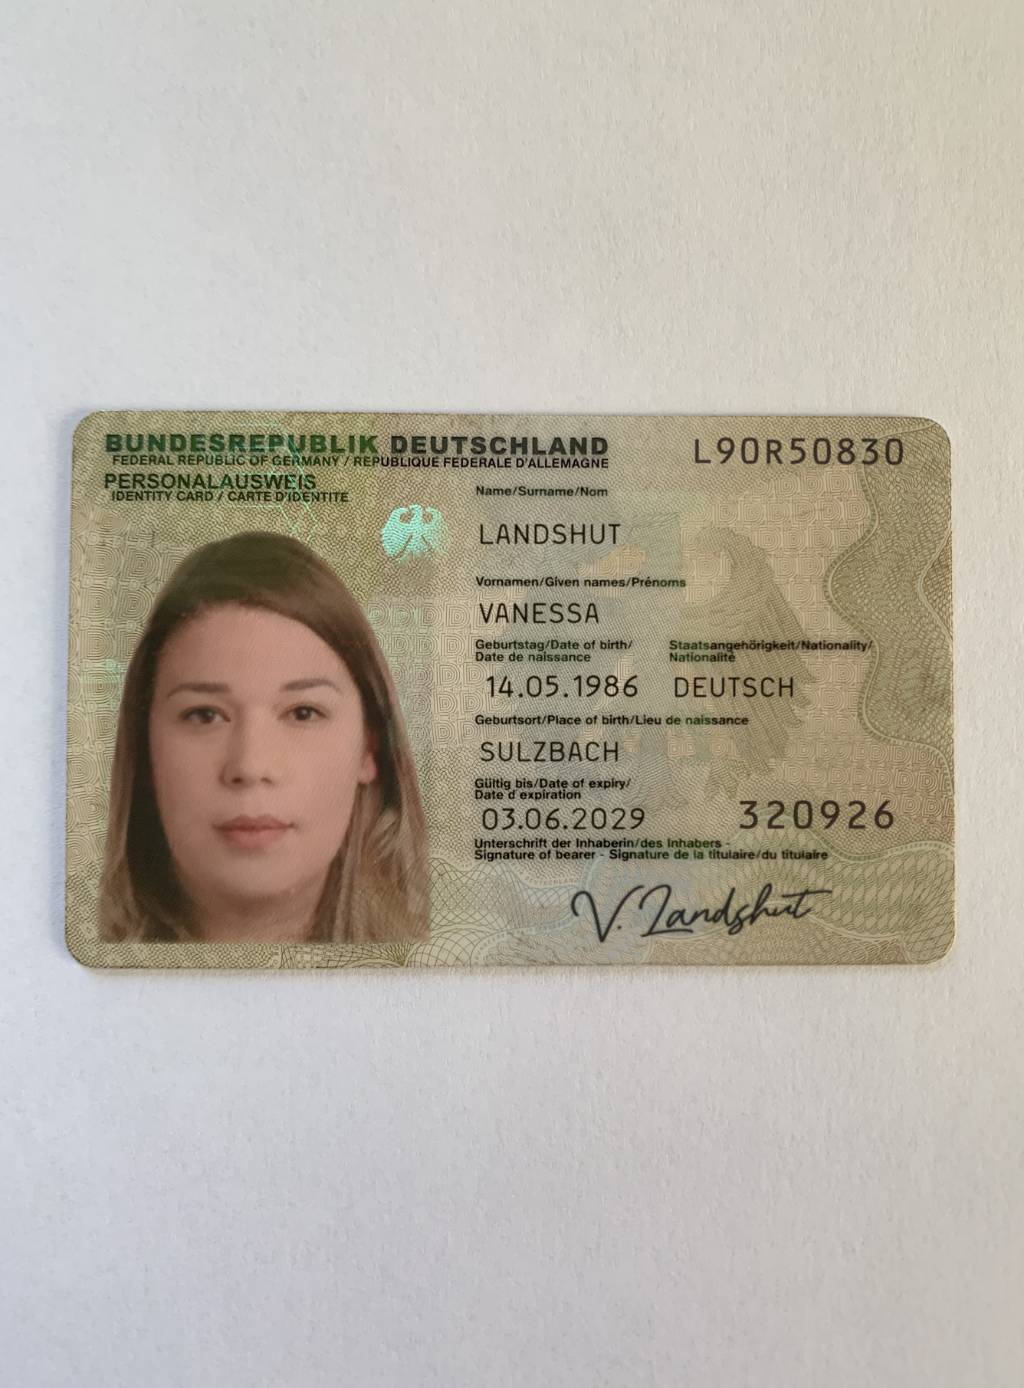 BUNDESREPUBLIK DEUTSCHLAND
FEDERAL REPUBLIC OF GERMANY / REPUBLIQUE FEDERALE D'ALLEMAGNE
PERSONALAUSWEIS
IDENTITY CARD / CARTE D'IDENTITE
L90R50830
Name/Surname/Nom
LANDSHUT
Vornamen/Given names/Prénoms
VANESSA
Geburtstag/Date of birth/
Date de naissance
Staatsangehörigkeit/Nationality/
Nationalité
14.05.1986 DEUTSCH
Geburtsort/Place of birth/Lieu de naissance
SULZBACH
Gültig bis/Date of expiry/
Date d'expiration
03.06.2029 320926
Unterschrift der Inhaberin/des Inhabers -
Signature of bearer - Signature de la titulaire/du titulaire
V. Landshut